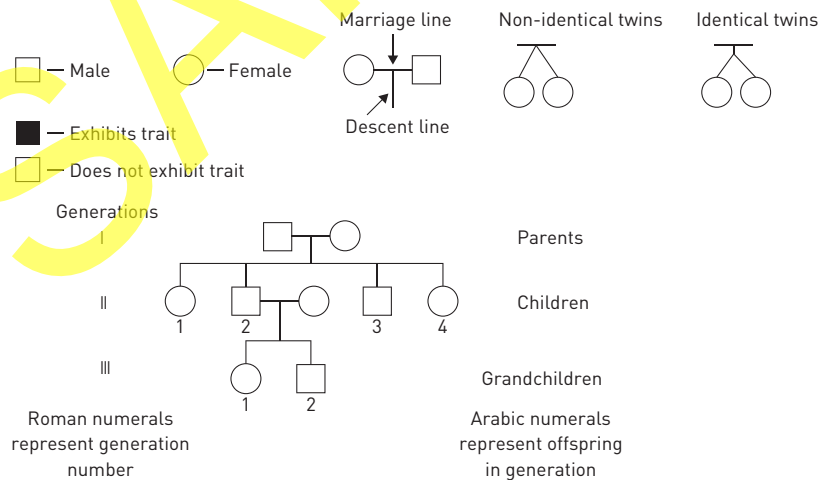 Marriage line
Non-identical twins
Identical twins
Male
Female
Descent line
Exhibits trait
Does not exhibit trait
Generations
I
Parents
II
Children
1
2
3
4
III
Grandchildren
1
2
Roman numerals
represent generation
number
Arabic numerals
represent offspring
in generation